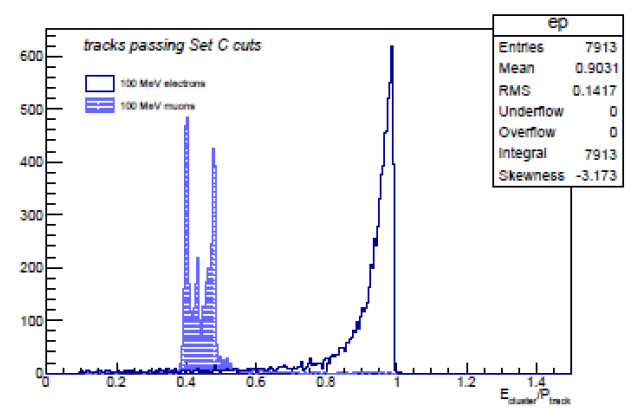 ep
tracks passing Set C cuts
100 MeV electrons
100 MeV muons
Entries 7913
Mean 0.9031
RMS 0.1417
Underflow 0
Overflow 0
Integral 7913
Skewness -3.173
600
500
400
300
200
100
0
0 0.2 0.4 0.6 0.8 1 1.2 1.4
E_cluster/P_track